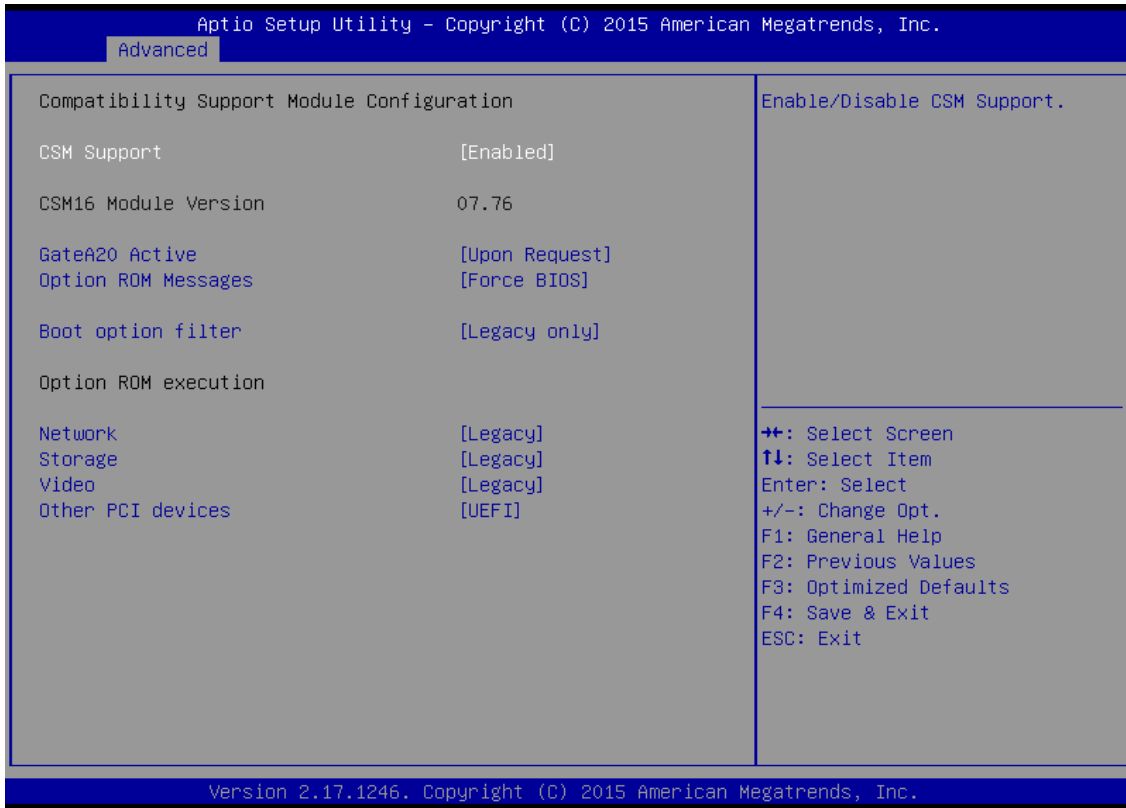 Aptio Setup Utility – Copyright (C) 2015 American Megatrends, Inc.
Advanced
Compatibility Support Module Configuration
CSM Support [Enabled]
CSM16 Module Version 07.76
GateA20 Active [Upon Request]
Option ROM Messages [Force BIOS]
Boot option filter [Legacy only]
Option ROM execution
Network [Legacy]
Storage [Legacy]
Video [Legacy]
Other PCI devices [UEFI]
Enable/Disable CSM Support.
→←: Select Screen
↑↓: Select Item
Enter: Select
+/-: Change Opt.
F1: General Help
F2: Previous Values
F3: Optimized Defaults
F4: Save & Exit
ESC: Exit
Version 2.17.1246. Copyright (C) 2015 American Megatrends, Inc.